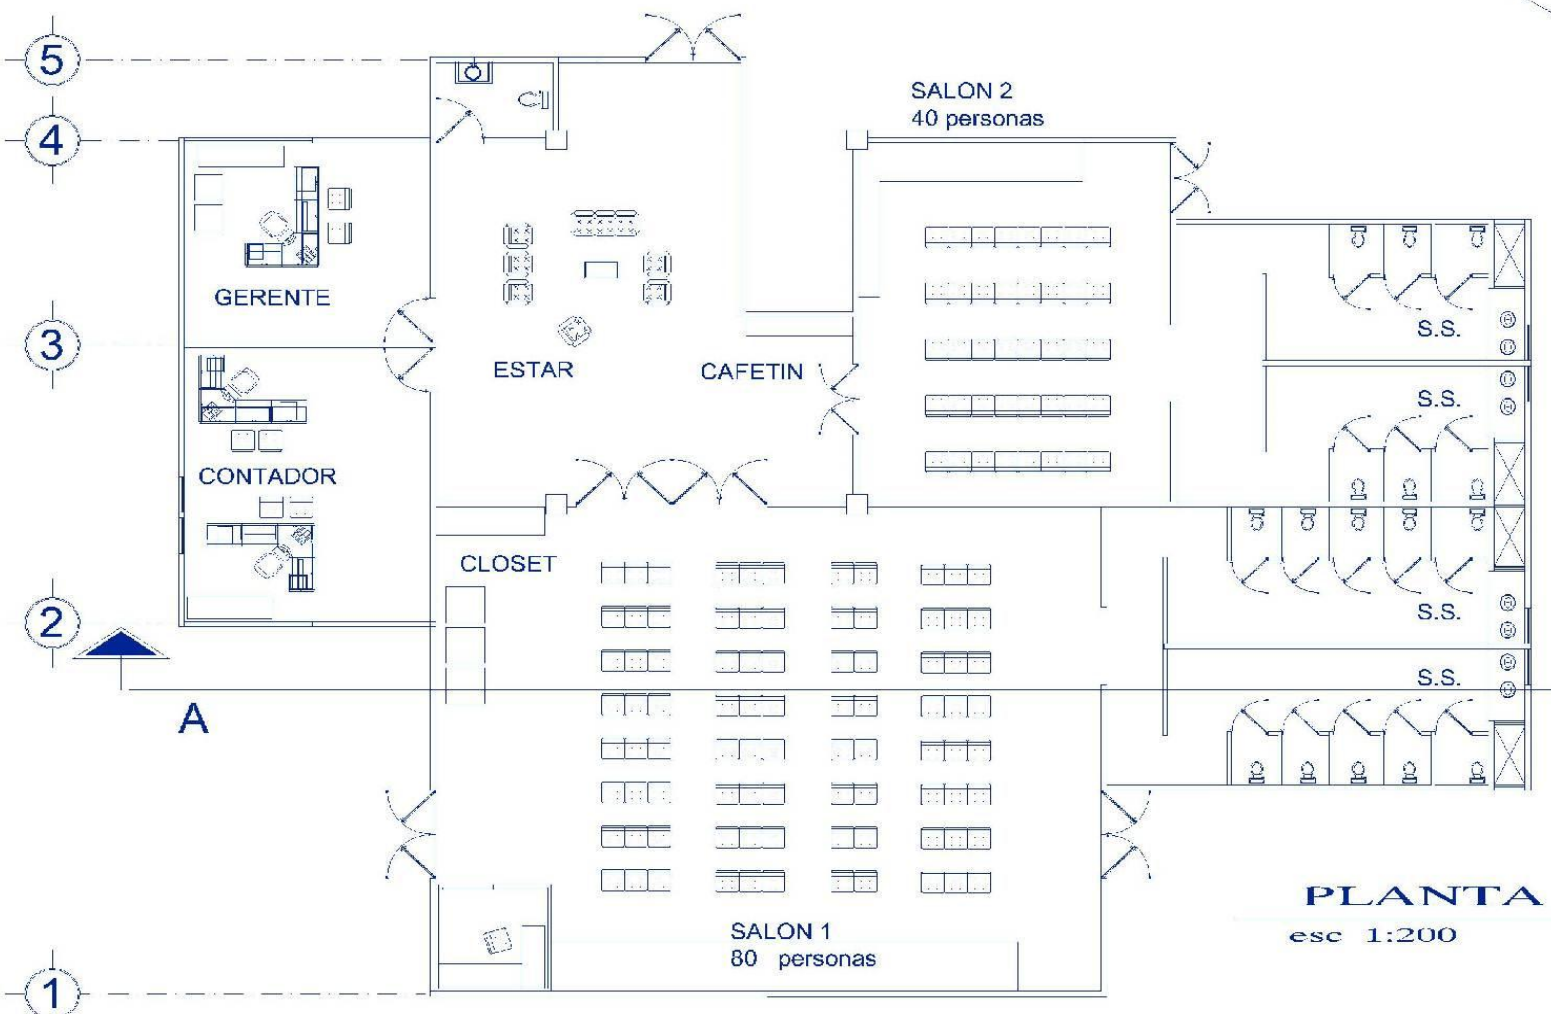 5
SALON 2
40 personas
4
GERENTE
S.S.
3
ESTAR
CAFETIN
S.S.
CONTADOR
CLOSET
S.S.
2
S.S.
A
PLANTA
SALON 1
80 personas
esc 1:200
1